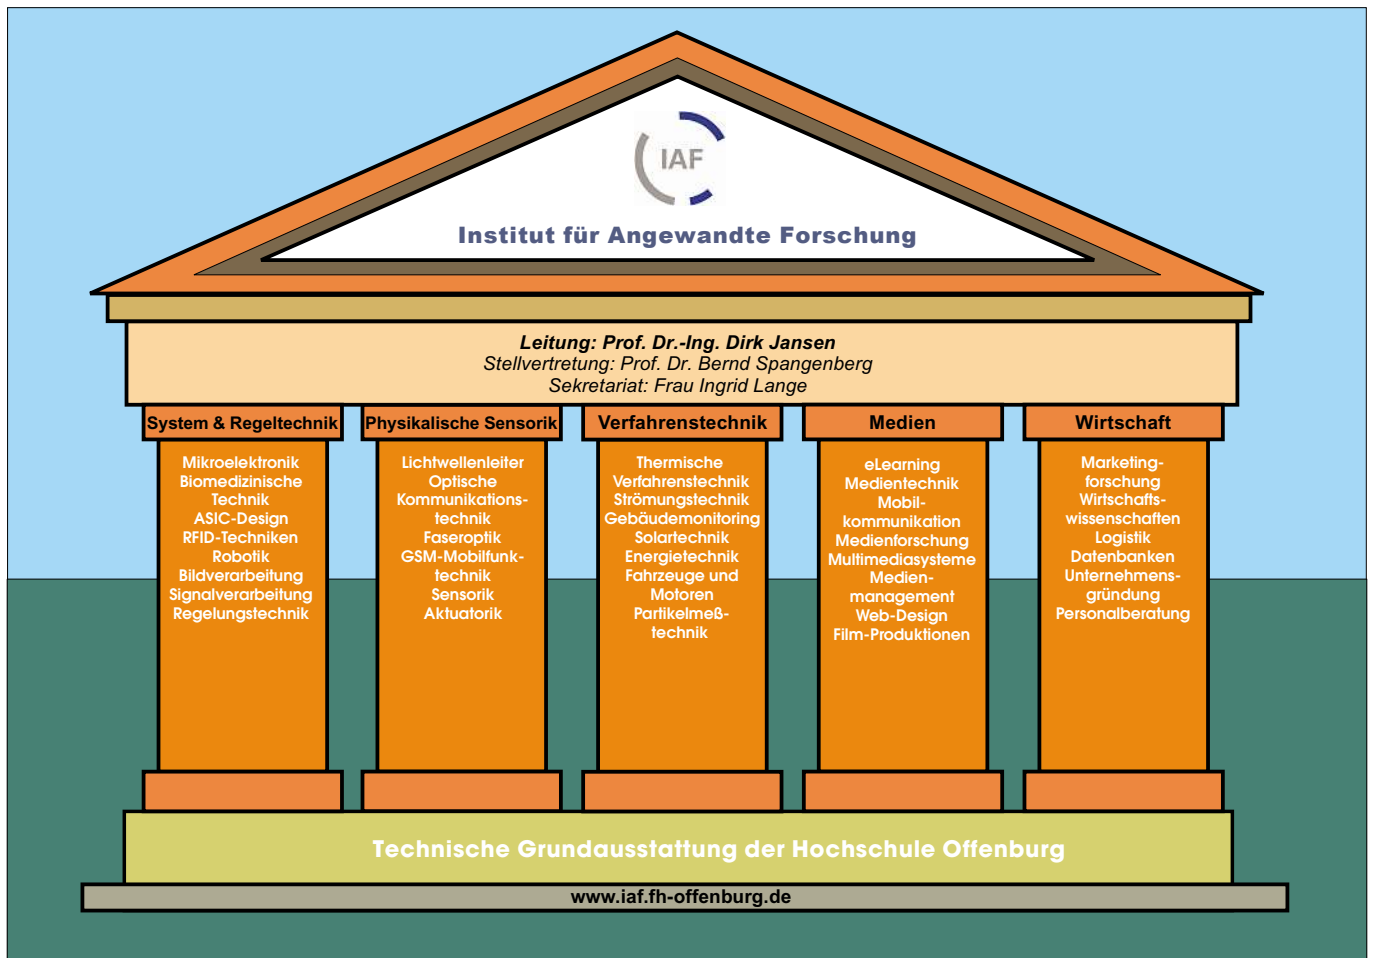 IAF
Institut für Angewandte Forschung
Leitung: Prof. Dr.-Ing. Dirk Jansen
Stellvertretung: Prof. Dr. Bernd Spangenberg
Sekretariat: Frau Ingrid Lange
System & Regeltechnik
Mikroelektronik
Biomedizinische
Technik
ASIC-Design
RFID-Techniken
Robotik
Bildverarbeitung
Signalverarbeitung
Regelungstechnik
Physikalische Sensorik
Lichtwellenleiter
Optische
Kommunikations-
technik
Faseroptik
GSM-Mobilfunk-
technik
Sensorik
Aktuatorik
Verfahrenstechnik
Thermische
Verfahrenstechnik
Strömungstechnik
Gebäudemonitoring
Solartechnik
Energietechnik
Fahrzeuge und
Motoren
Partikelmeß-
technik
Medien
eLearning
Medientechnik
Mobil-
kommunikation
Medienforschung
Multimediasysteme
Medien-
management
Web-Design
Film-Produktionen
Wirtschaft
Marketing-
forschung
Wirtschafts-
wissenschaften
Logistik
Datenbanken
Unternehmens-
gründung
Personalberatung
Technische Grundausstattung der Hochschule Offenburg
www.iaf.fh-offenburg.de